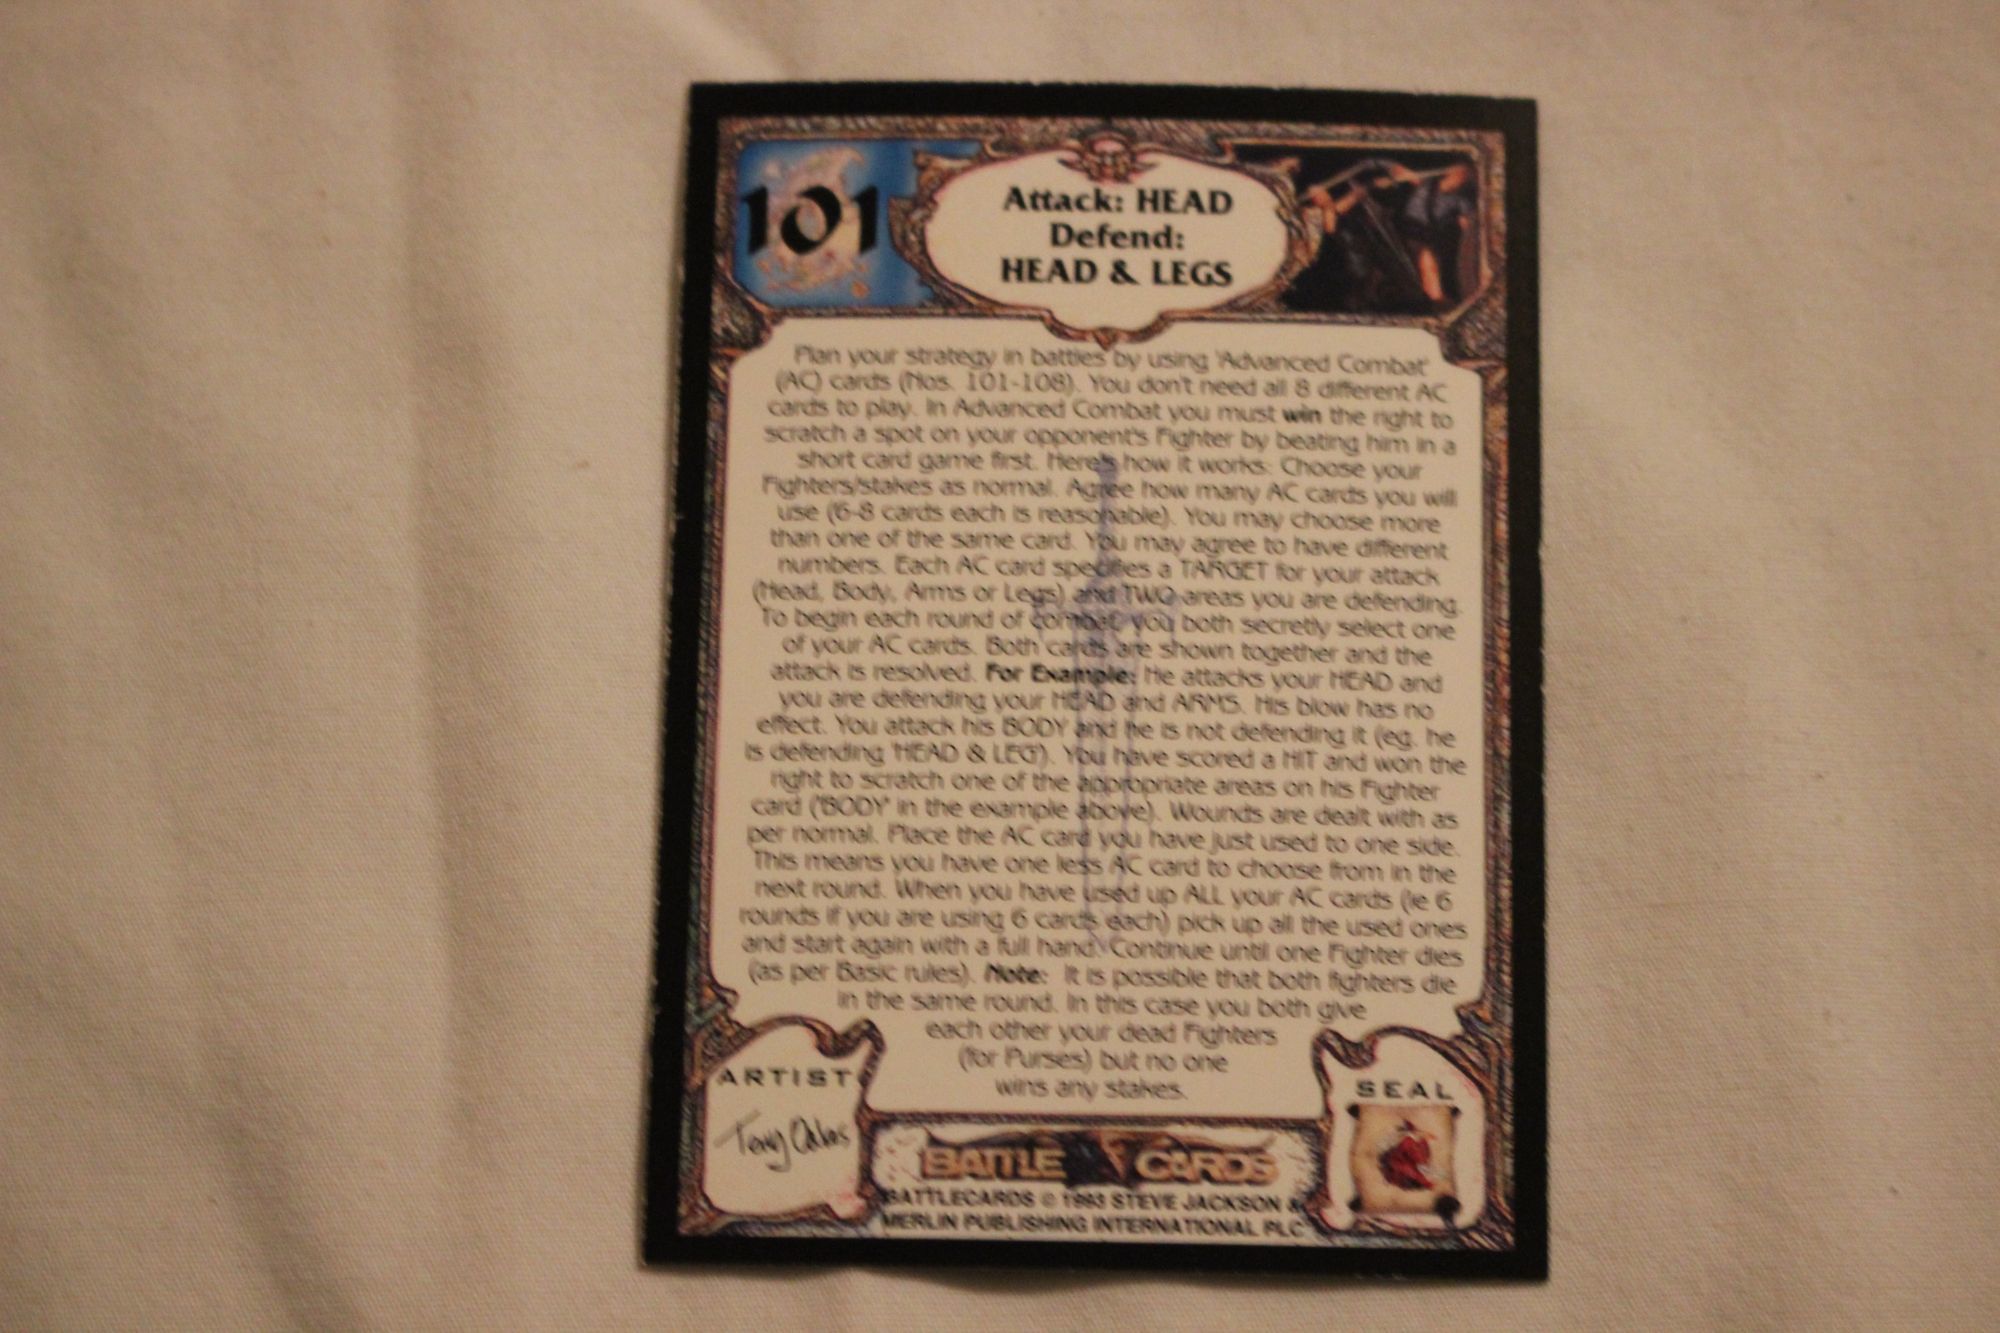 101
Attack: HEAD
Defend:
HEAD & LEGS
Plan your strategy in battles by using 'Advanced Combat'
(AC) cards (Nos. 101-108). You don't need all 8 different AC
cards to play. In Advanced Combat you must win the right to
scratch a spot on your opponent's Fighter by beating him in a
short card game first. Here's how it works: Choose your
Fighters/stakes as normal. Agree how many AC cards you will
use (6-8 cards each is reasonable). You may choose more
than one of the same card. You may agree to have different
numbers. Each AC card specifies a TARGET for your attack
(Head, Body, Arms or Legs) and TWO areas you are defending.
To begin each round of combat, you both secretly select one
of your AC cards. Both cards are shown together and the
attack is resolved. For Example: He attacks your HEAD and
you are defending your HEAD and ARMS. His blow has no
effect. You attack his BODY and he is not defending it (eg. he
is defending 'HEAD & LEG'). You have scored a HIT and won the
right to scratch one of the appropriate areas on his Fighter
card ('BODY' in the example above). Wounds are dealt with as
per normal. Place the AC card you have just used to one side.
This means you have one less AC card to choose from in the
next round. When you have used up ALL your AC cards (ie 6
rounds if you are using 6 cards each) pick up all the used ones
and start again with a full hand. Continue until one Fighter dies
(as per Basic rules). Note: It is possible that both fighters die
in the same round. In this case you both give
each other your dead Fighters
(for Purses) but no one
wins any stakes.
ARTIST
Tony
SEAL
BATTLE CARDS
BATTLECARDS © 1993 STEVE JACKSON &
MERLIN PUBLISHING INTERNATIONAL PLC